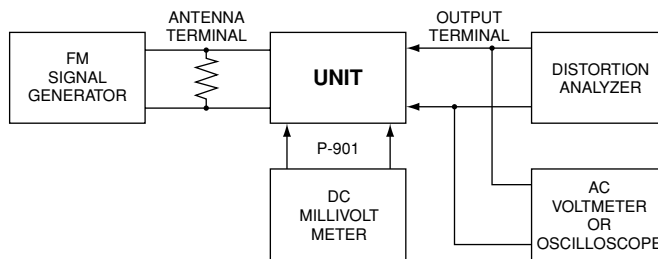 ANTENNA
TERMINAL
OUTPUT
TERMINAL
FM
SIGNAL
GENERATOR
UNIT
DISTORTION
ANALYZER
P-901
DC
MILLIVOLT
METER
AC
VOLTMETER
OR
OSCILLOSCOPE